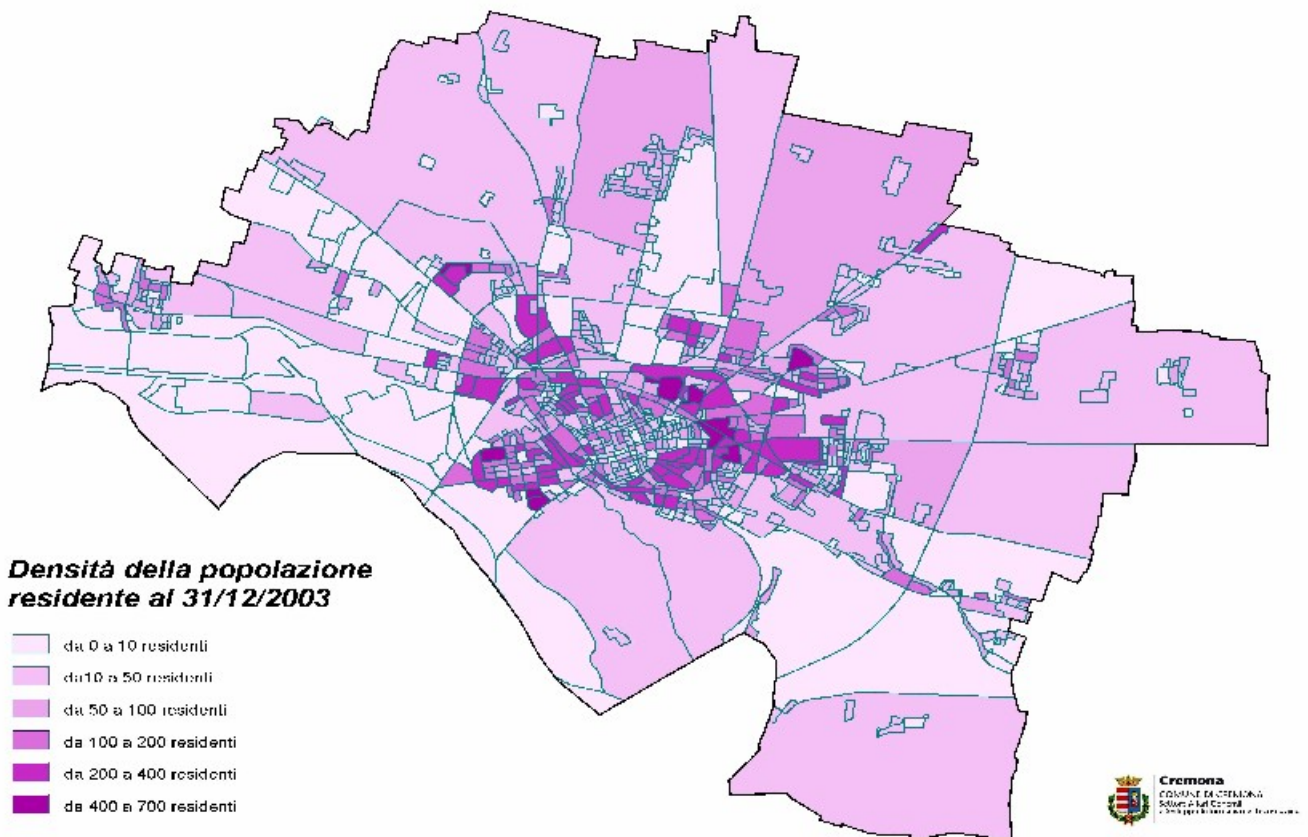 Densità della popolazione
residente al 31/12/2003
da 0 a 10 residenti
da10 a 50 residenti
da 50 a 100 residenti
da 100 a 200 residenti
da 200 a 400 residenti
da 400 a 700 residenti
Cremona
COMUNE DI CREMONA